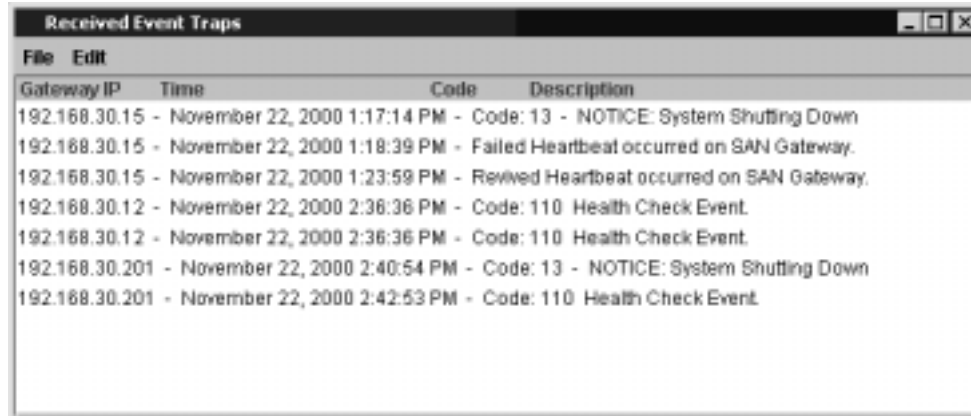 Received Event Traps
File Edit
Gateway IP Time Code Description
192.168.30.15 - November 22, 2000 1:17:14 PM - Code: 13 - NOTICE: System Shutting Down
192.168.30.15 - November 22, 2000 1:18:39 PM - Failed Heartbeat occurred on SAN Gateway.
192.168.30.15 - November 22, 2000 1:23:59 PM - Revived Heartbeat occurred on SAN Gateway.
192.168.30.12 - November 22, 2000 2:36:36 PM - Code: 110 Health Check Event.
192.168.30.12 - November 22, 2000 2:36:36 PM - Code: 110 Health Check Event.
192.168.30.201 - November 22, 2000 2:40:54 PM - Code: 13 - NOTICE: System Shutting Down
192.168.30.201 - November 22, 2000 2:42:53 PM - Code: 110 Health Check Event.